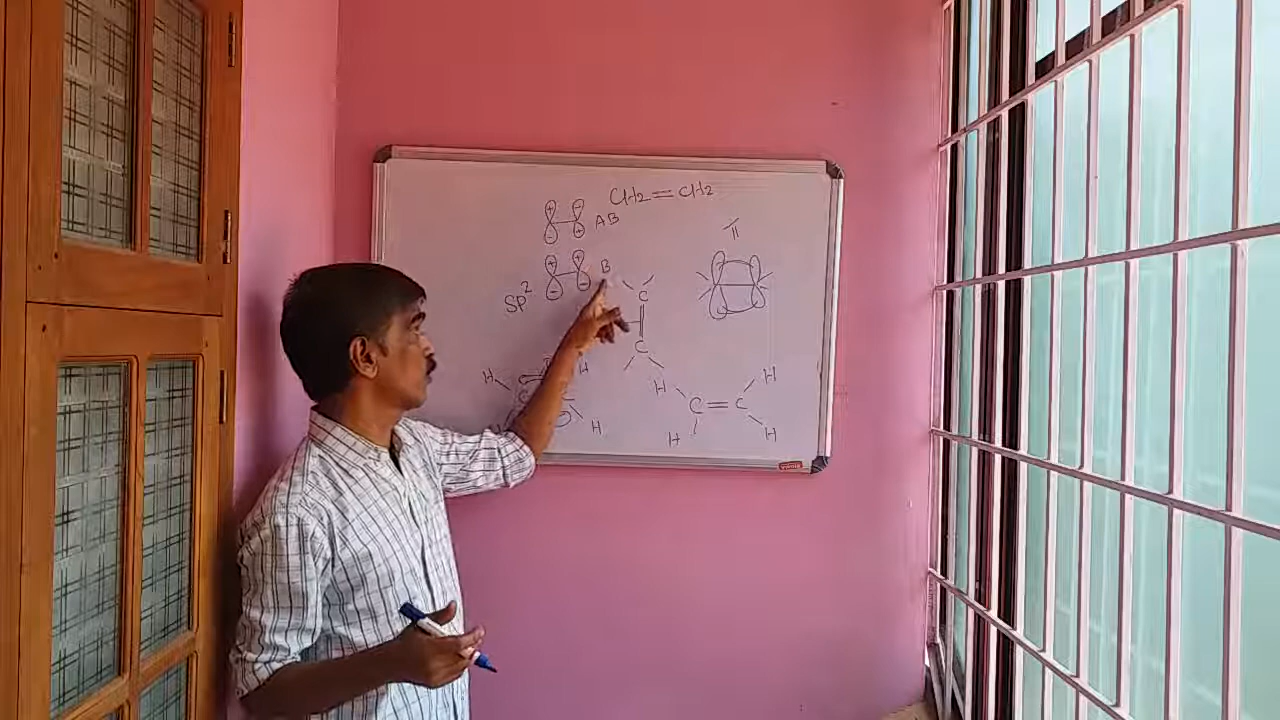 CH2=CH2
+ -
AB
- +
π
+ +
B
- -
SP2
C
C
H H
C
H H
H H
C=C
H H